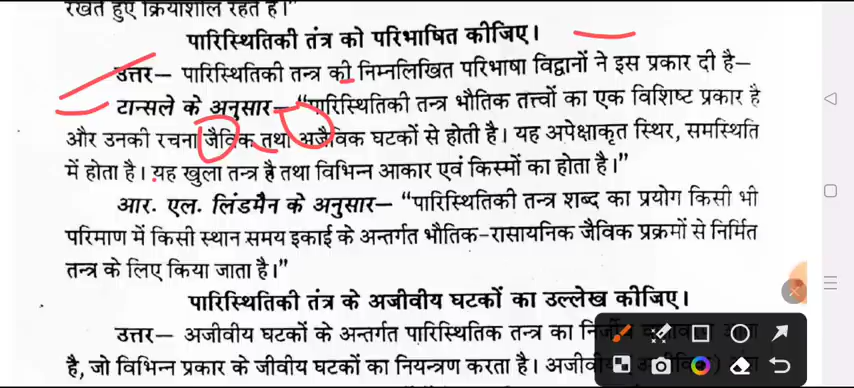 रखते हुए क्रियाशील रहते हैं।"
पारिस्थितिकी तंत्र को परिभाषित कीजिए।
उत्तर– पारिस्थितिकी तन्त्र की निम्नलिखित परिभाषा विद्वानों ने इस प्रकार दी है–
टान्सले के अनुसार– "पारिस्थितिकी तन्त्र भौतिक तत्त्वों का एक विशिष्ट प्रकार है
और उनकी रचना जैविक तथा अजैविक घटकों से होती है। यह अपेक्षाकृत स्थिर, समस्थिति
में होता है। यह खुला तन्त्र है तथा विभिन्न आकार एवं किस्मों का होता है।"
आर. एल. लिंडमैन के अनुसार– "पारिस्थितिकी तन्त्र शब्द का प्रयोग किसी भी
परिमाण में किसी स्थान समय इकाई के अन्तर्गत भौतिक-रासायनिक जैविक प्रक्रमों से निर्मित
तन्त्र के लिए किया जाता है।"
पारिस्थितिकी तंत्र के अजीवीय घटकों का उल्लेख कीजिए।
उत्तर– अजीवीय घटकों के अन्तर्गत पारिस्थितिक तन्त्र का
है, जो विभिन्न प्रकार के जीवीय घटकों का नियन्त्रण करता है।